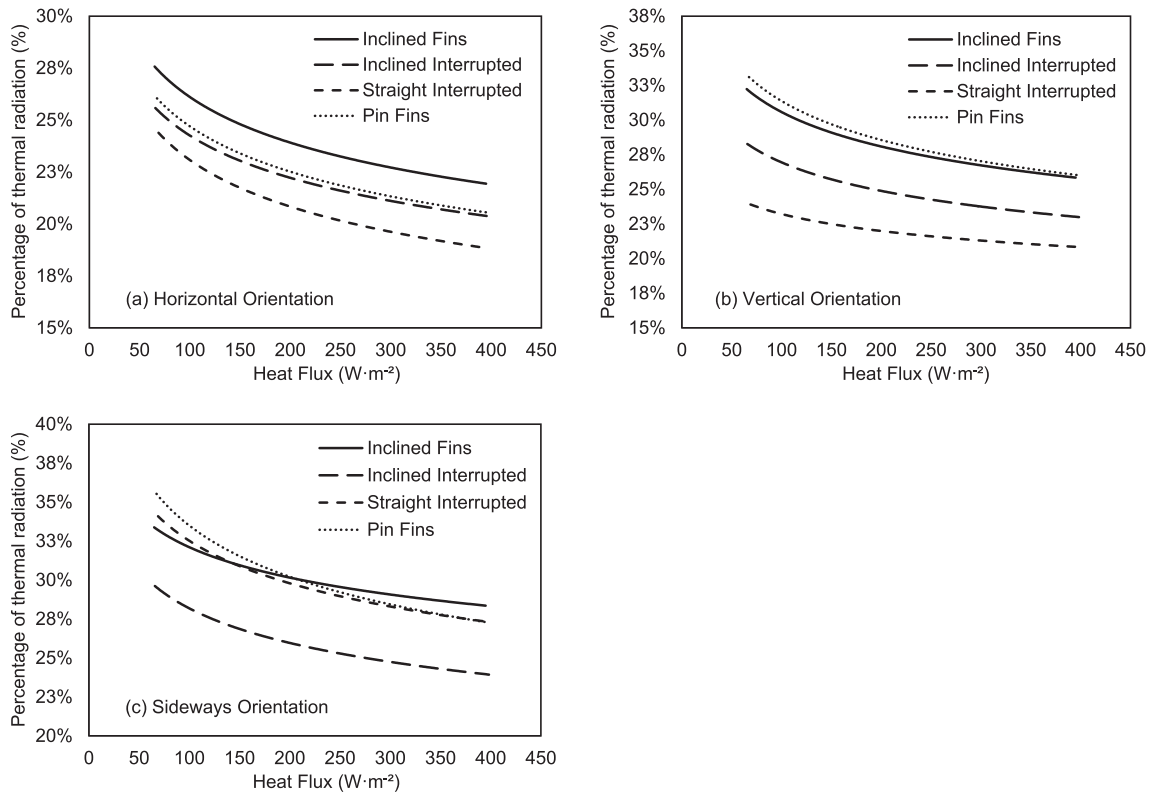 Percentage of thermal radiation (%)
30%
28%
25%
23%
20%
18%
15%
Inclined Fins
Inclined Interrupted
Straight Interrupted
Pin Fins
(a) Horizontal Orientation
0 50 100 150 200 250 300 350 400 450
Heat Flux (W·m⁻²)
Percentage of thermal radiation (%)
38%
35%
33%
30%
28%
25%
23%
20%
18%
15%
Inclined Fins
Inclined Interrupted
Straight Interrupted
Pin Fins
(b) Vertical Orientation
0 50 100 150 200 250 300 350 400 450
Heat Flux (W·m⁻²)
Percentage of thermal radiation (%)
40%
38%
35%
33%
30%
28%
25%
23%
20%
Inclined Fins
Inclined Interrupted
Straight Interrupted
Pin Fins
(c) Sideways Orientation
0 50 100 150 200 250 300 350 400 450
Heat Flux (W·m⁻²)